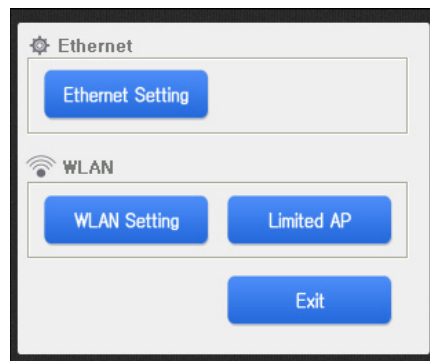 Ethernet
Ethernet Setting
WLAN
WLAN Setting
Limited AP
Exit